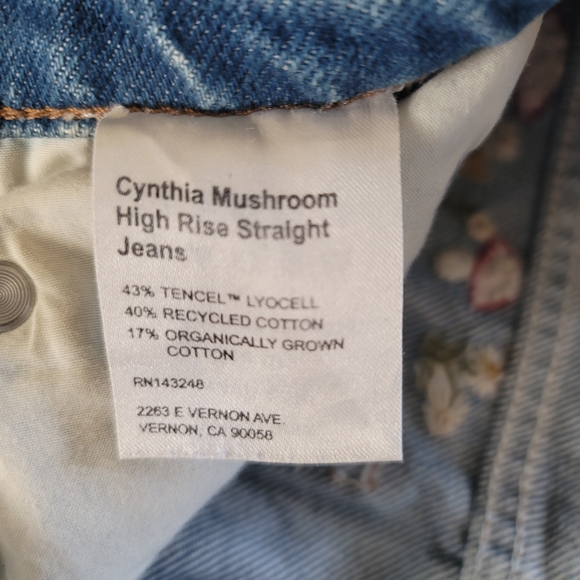 Cynthia Mushroom
High Rise Straight
Jeans
43% TENCEL™ LYOCELL
40% RECYCLED COTTON
17% ORGANICALLY GROWN
COTTON
RN143248
2263 E VERNON AVE.
VERNON, CA 90058